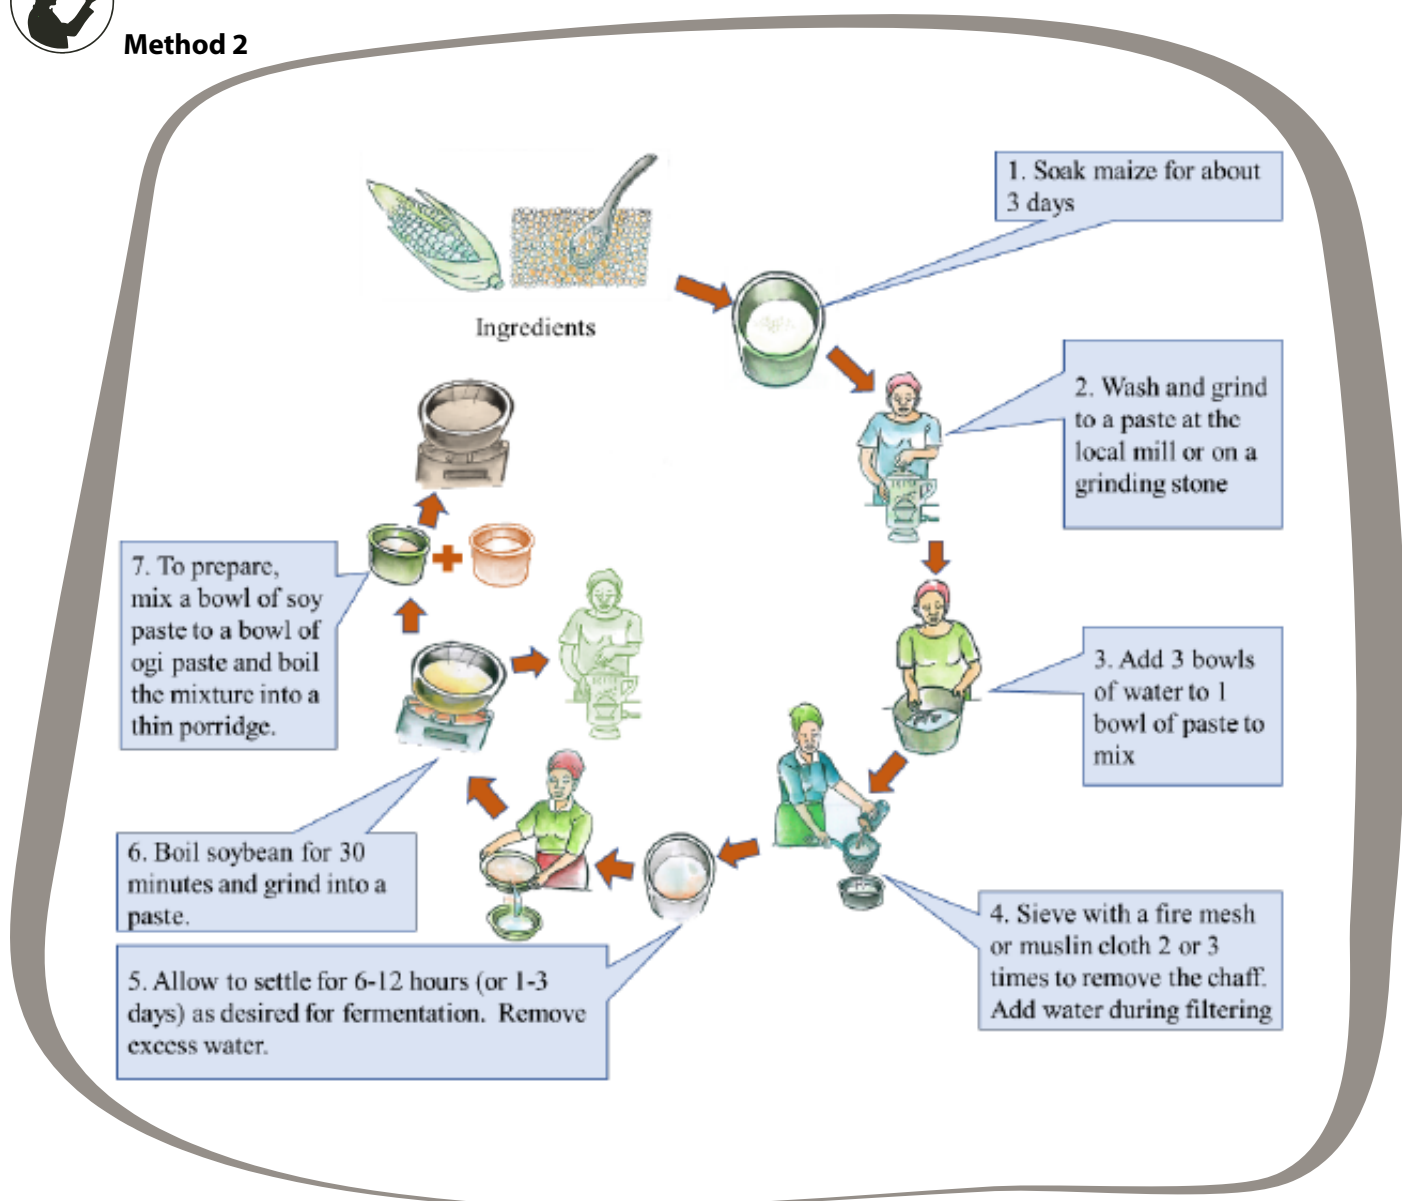 Method 2
Ingredients
1. Soak maize for about
3 days
2. Wash and grind
to a paste at the
local mill or on a
grinding stone
3. Add 3 bowls
of water to 1
bowl of paste to
mix
4. Sieve with a fire mesh
or muslin cloth 2 or 3
times to remove the chaff.
Add water during filtering
5. Allow to settle for 6-12 hours (or 1-3
days) as desired for fermentation. Remove
excess water.
6. Boil soybean for 30
minutes and grind into a
paste.
7. To prepare,
mix a bowl of soy
paste to a bowl of
ogi paste and boil
the mixture into a
thin porridge.